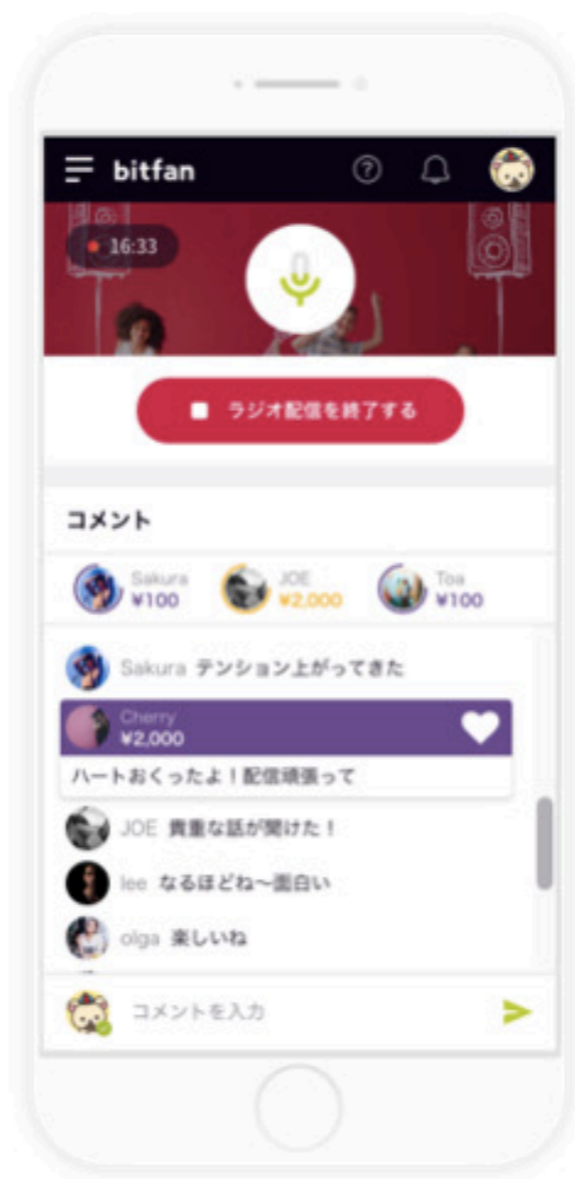 bitfan
?
16:33
ラジオ配信を終了する
コメント
Sakura
¥100
JOE
¥2,000
Toa
¥100
Sakura テンション上がってきた
Cherry
¥2,000
ハートおくったよ！配信頑張って
JOE 貴重な話が聞けた！
lee なるほどね〜面白い
olga 楽しいね
コメントを入力